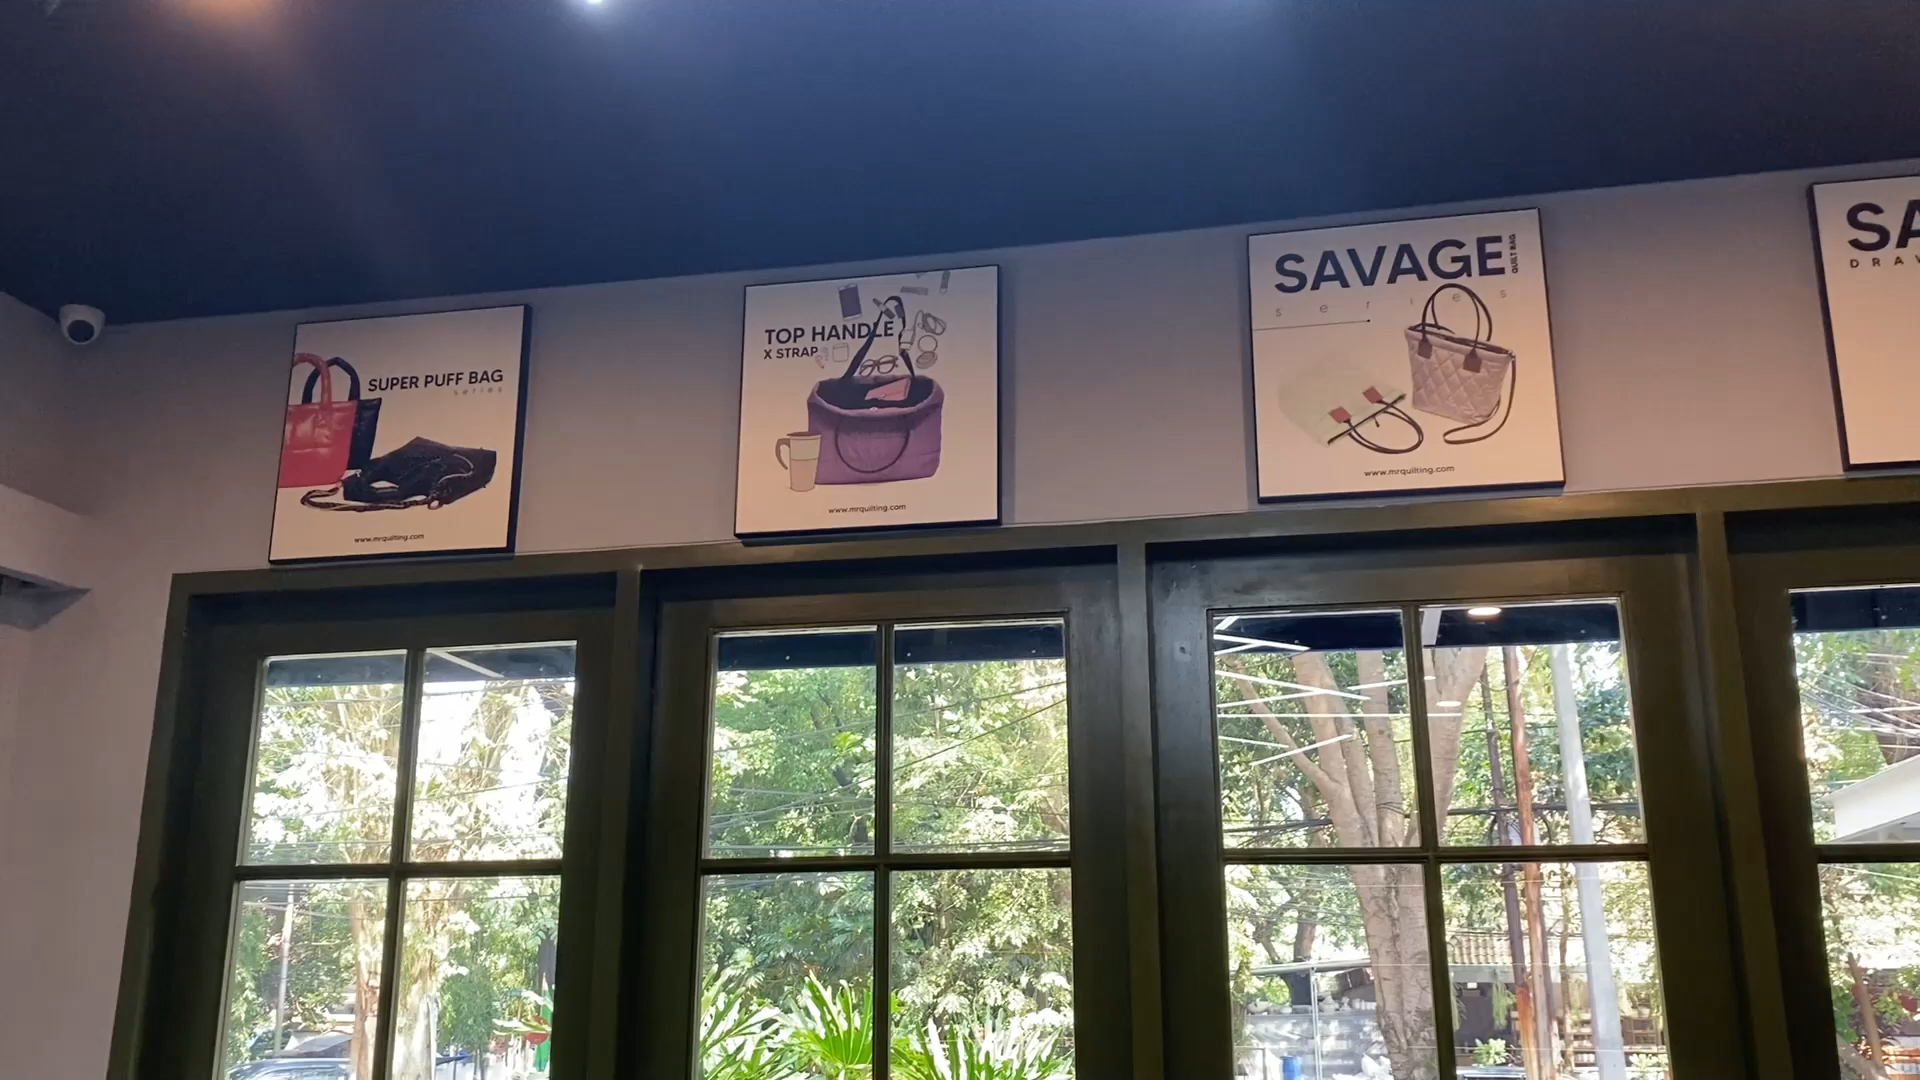 SUPER PUFF BAG
series
www.mrquilting.com
TOP HANDLE
X STRAP
www.mrquilting.com
SAVAGE
QUILT BAG
series
www.mrquilting.com
SA
DRAW